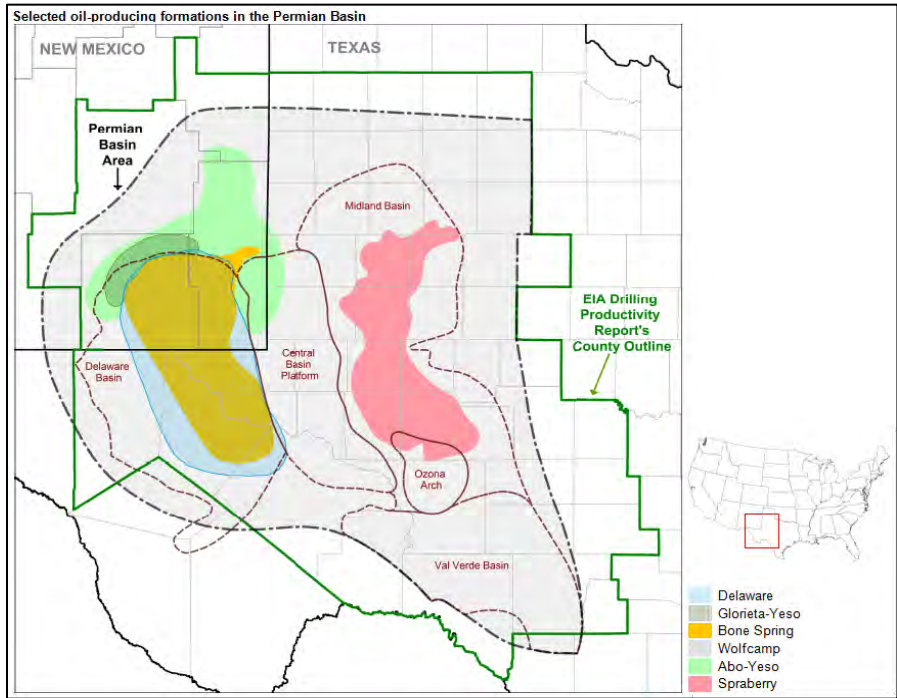 Selected oil-producing formations in the Permian Basin
NEW MEXICO
TEXAS
Permian
Basin
Area
Midland Basin
EIA Drilling
Productivity
Report's
County Outline
Delaware
Basin
Central
Basin
Platform
Ozona
Arch
Val Verde Basin
Delaware
Glorieta-Yeso
Bone Spring
Wolfcamp
Abo-Yeso
Spraberry